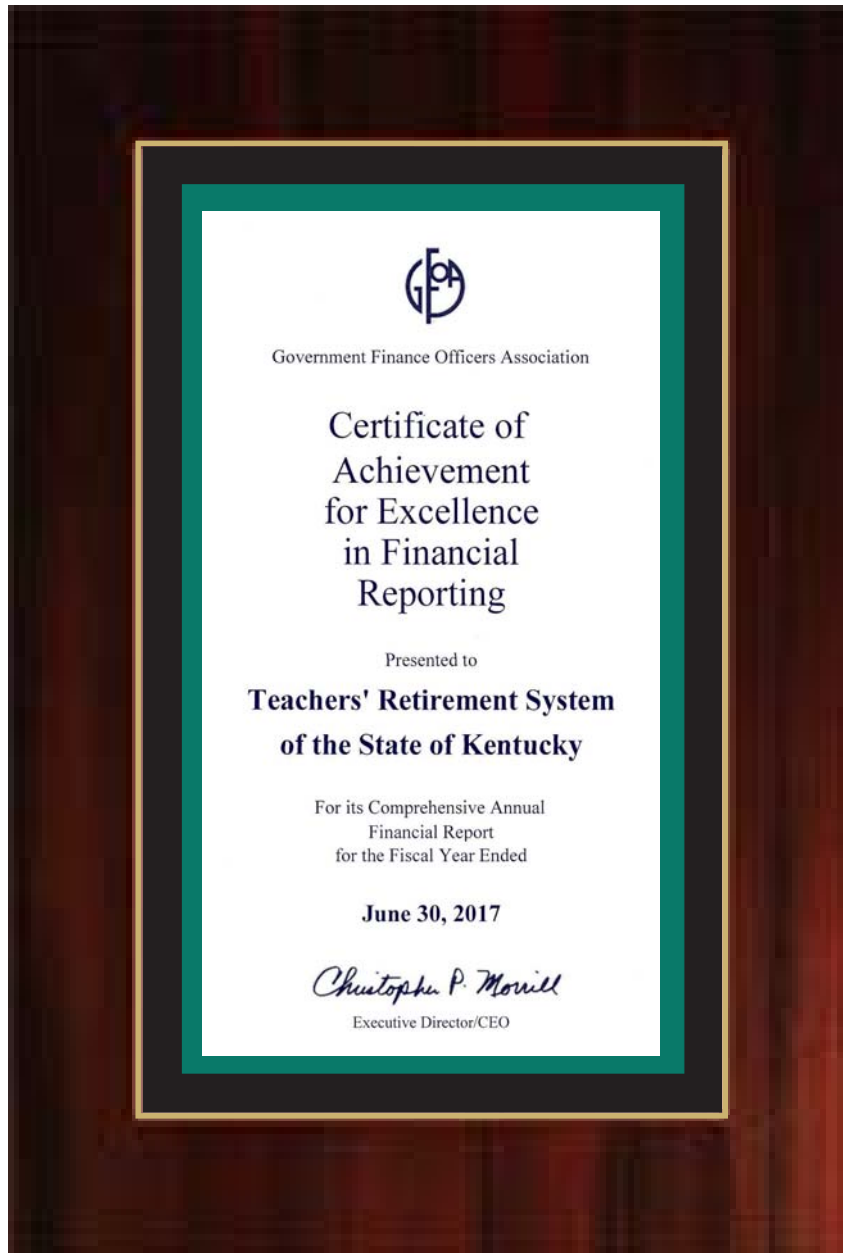 GFOA
Government Finance Officers Association
Certificate of
Achievement
for Excellence
in Financial
Reporting
Presented to
Teachers' Retirement System
of the State of Kentucky
For its Comprehensive Annual
Financial Report
for the Fiscal Year Ended
June 30, 2017
Christopher P. Morrill
Executive Director/CEO